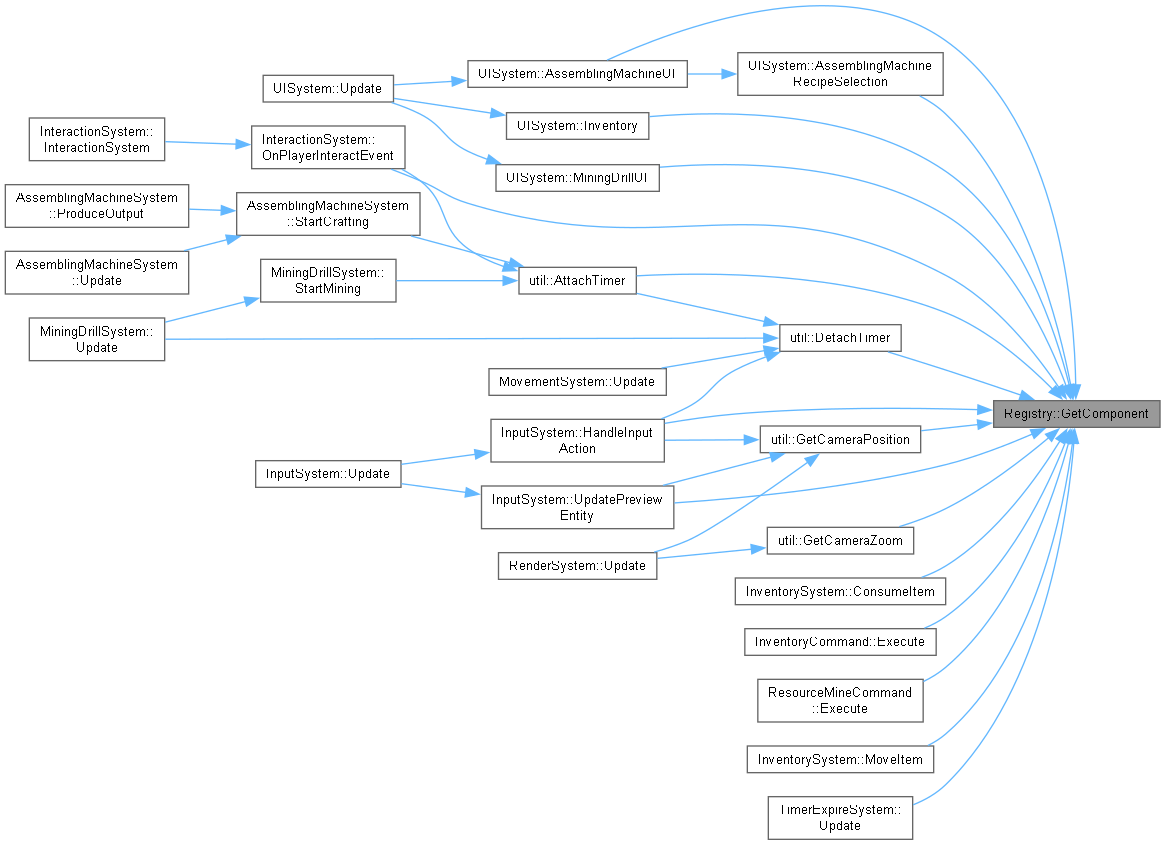 UISystem::AssemblingMachineUI
UISystem::AssemblingMachine
RecipeSelection
UISystem::Update
UISystem::Inventory
InteractionSystem::
InteractionSystem
InteractionSystem::
OnPlayerInteractEvent
UISystem::MiningDrillUI
AssemblingMachineSystem
::ProduceOutput
AssemblingMachineSystem
::StartCrafting
AssemblingMachineSystem
::Update
MiningDrillSystem::
StartMining
util::AttachTimer
MiningDrillSystem::
Update
util::DetachTimer
MovementSystem::Update
Registry::GetComponent
InputSystem::HandleInput
Action
util::GetCameraPosition
InputSystem::Update
InputSystem::UpdatePreview
Entity
util::GetCameraZoom
RenderSystem::Update
InventorySystem::ConsumeItem
InventoryCommand::Execute
ResourceMineCommand
::Execute
InventorySystem::MoveItem
TimerExpireSystem::
Update